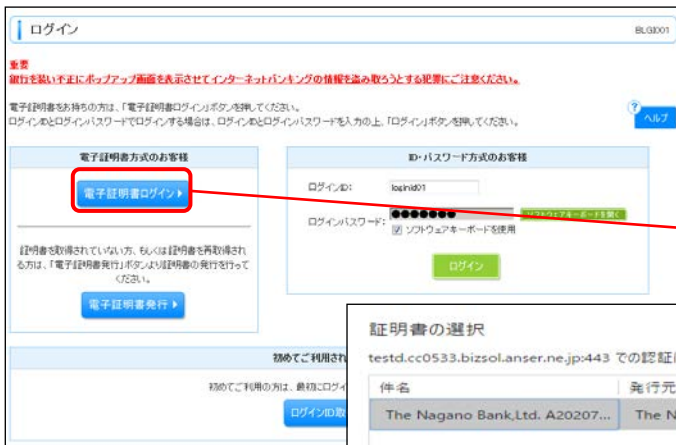 ログイン
BLGI001
重要
銀行を装い不正にポップアップ画面を表示させてインターネットバンキングの情報を盗み取ろうとする犯罪にご注意ください。
電子証明書をお持ちの方は、「電子証明書ログイン」ボタンを押してください。
ログインIDとログインパスワードでログインする場合は、ログインIDとログインパスワードを入力の上、「ログイン」ボタンを押してください。
? ヘルプ
電子証明書方式のお客様
電子証明書ログイン
証明書を取得されていない方、もしくは証明書を再取得され
る方は、「電子証明書発行」ボタンより証明書の発行を行って
ください。
電子証明書発行
ID・パスワード方式のお客様
ログインID: loginid01
ログインパスワード: ●●●●●●● ソフトウェアキーボードを開く
ソフトウェアキーボードを使用
ログイン
初めてご利用され
初めてご利用の方は、最初にログイ
ログインID取
証明書の選択
testd.cc0533.bizsol.anser.ne.jp:443 での認証に
件名 発行元
The Nagano Bank,Ltd. A20207... The N